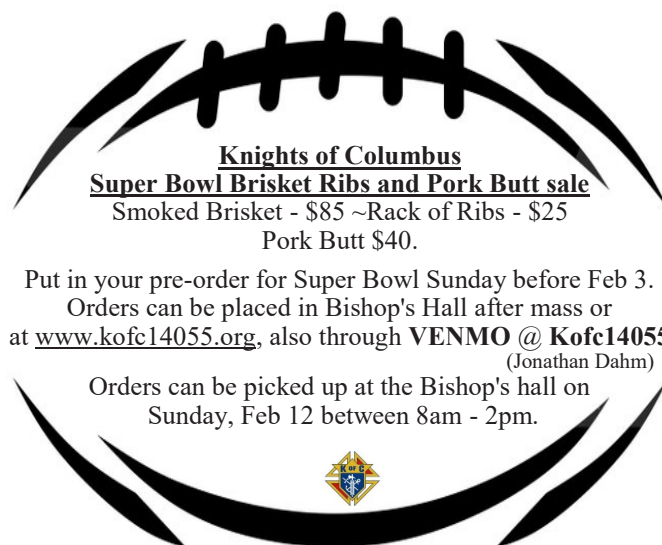 Knights of Columbus
Super Bowl Brisket Ribs and Pork Butt sale
Smoked Brisket - $85 ~Rack of Ribs - $25
Pork Butt $40.
Put in your pre-order for Super Bowl Sunday before Feb 3.
Orders can be placed in Bishop's Hall after mass or
at www.kofc14055.org, also through VENMO @ Kofc14055
(Jonathan Dahm)
Orders can be picked up at the Bishop's hall on
Sunday, Feb 12 between 8am - 2pm.
K OF C